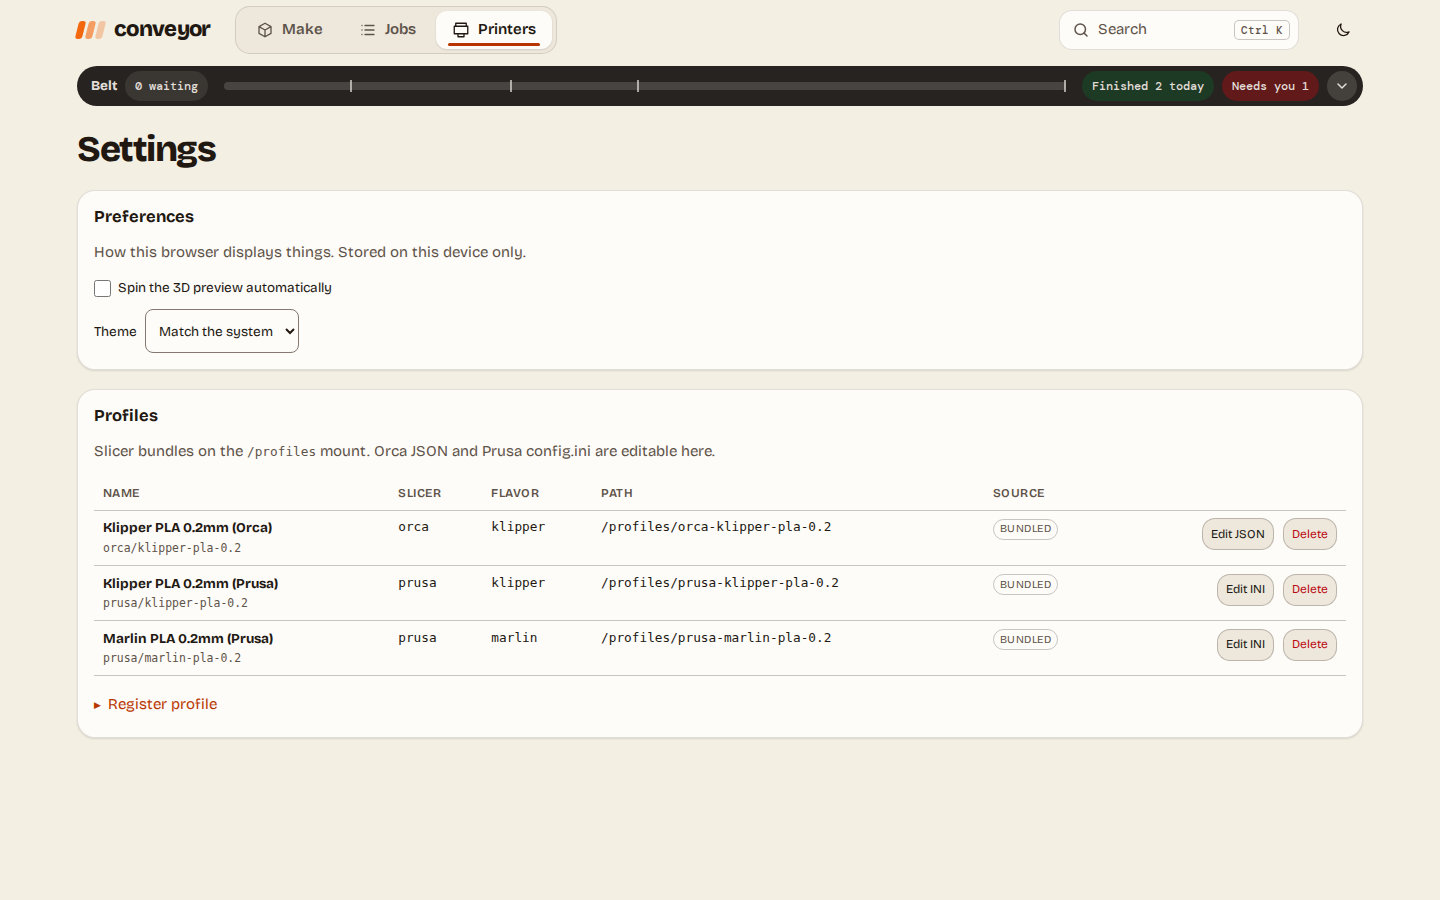 conveyor Make Jobs Printers Search Ctrl K
Belt 0 waiting Finished 2 today Needs you 1
Settings
Preferences
How this browser displays things. Stored on this device only.
Spin the 3D preview automatically
Theme Match the system
Profiles
Slicer bundles on the /profiles mount. Orca JSON and Prusa config.ini are editable here.
NAME SLICER FLAVOR PATH SOURCE
Klipper PLA 0.2mm (Orca) orca klipper /profiles/orca-klipper-pla-0.2 BUNDLED Edit JSON Delete
orca/klipper-pla-0.2
Klipper PLA 0.2mm (Prusa) prusa klipper /profiles/prusa-klipper-pla-0.2 BUNDLED Edit INI Delete
prusa/klipper-pla-0.2
Marlin PLA 0.2mm (Prusa) prusa marlin /profiles/prusa-marlin-pla-0.2 BUNDLED Edit INI Delete
prusa/marlin-pla-0.2
Register profile